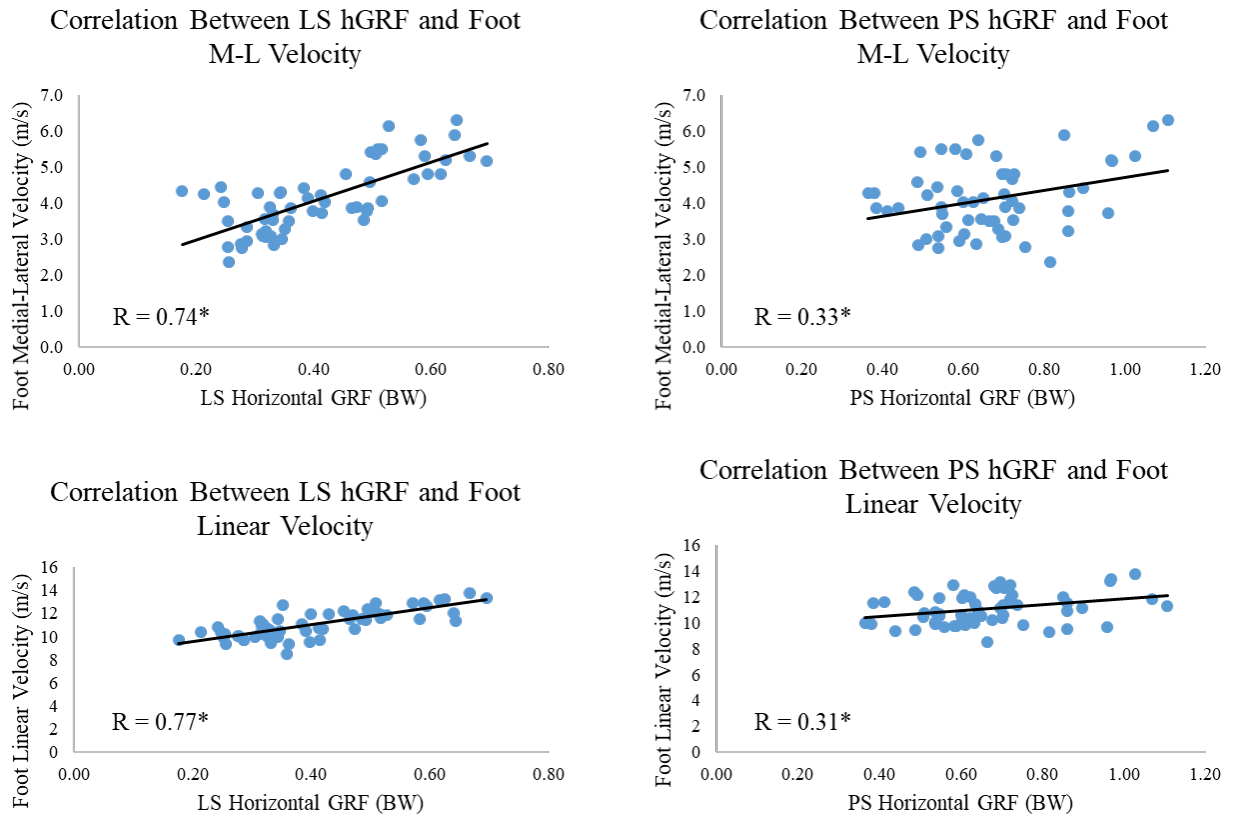 Correlation Between LS hGRF and Foot
M-L Velocity
Foot Medial-Lateral Velocity (m/s)
7.0
6.0
5.0
4.0
3.0
2.0
1.0
0.0
R = 0.74*
0.00 0.20 0.40 0.60 0.80
LS Horizontal GRF (BW)
Correlation Between PS hGRF and Foot
M-L Velocity
Foot Medial-Lateral Velocity (m/s)
7.0
6.0
5.0
4.0
3.0
2.0
1.0
0.0
R = 0.33*
0.00 0.20 0.40 0.60 0.80 1.00 1.20
PS Horizontal GRF (BW)
Correlation Between LS hGRF and Foot
Linear Velocity
Foot Linear Velocity (m/s)
16
14
12
10
8
6
4
2
0
R = 0.77*
0.00 0.20 0.40 0.60 0.80
LS Horizontal GRF (BW)
Correlation Between PS hGRF and Foot
Linear Velocity
Foot Linear Velocity (m/s)
16
14
12
10
8
6
4
2
0
R = 0.31*
0.00 0.20 0.40 0.60 0.80 1.00 1.20
PS Horizontal GRF (BW)